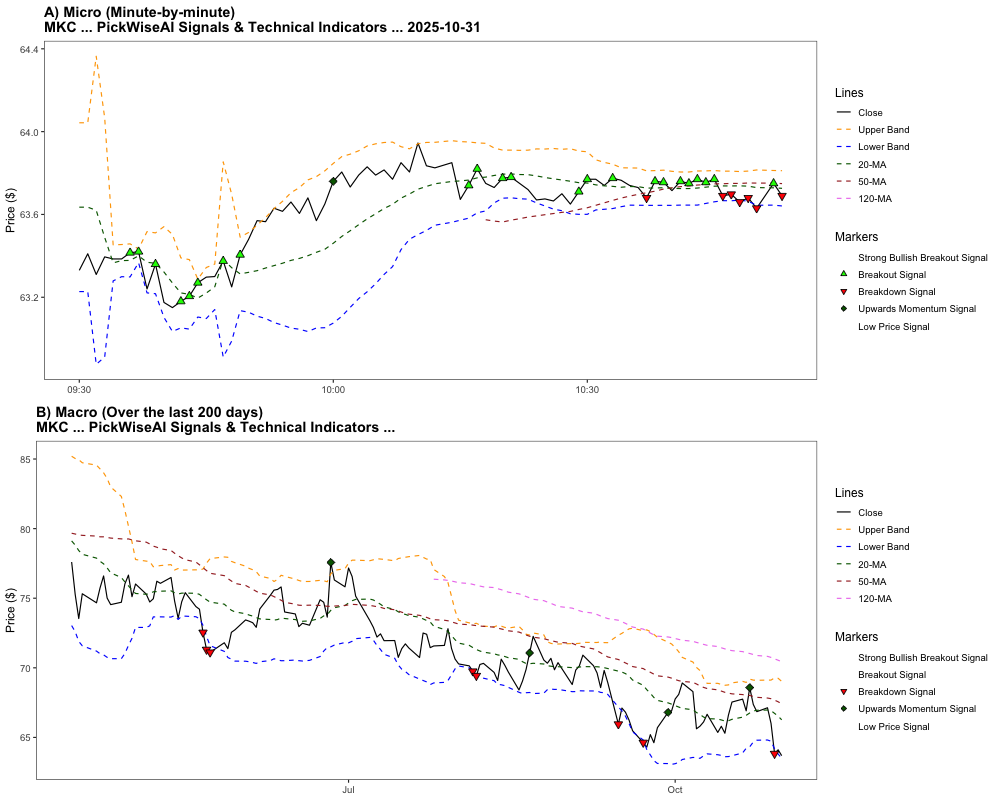 A) Micro (Minute-by-minute)
MKC ... PickWiseAI Signals & Technical Indicators ... 2025-10-31
Price ($)
64.4
64.0
63.6
63.2
09:30
10:00
10:30
Lines
Close
Upper Band
Lower Band
20-MA
50-MA
120-MA
Markers
Strong Bullish Breakout Signal
Breakout Signal
Breakdown Signal
Upwards Momentum Signal
Low Price Signal
B) Macro (Over the last 200 days)
MKC ... PickWiseAI Signals & Technical Indicators ...
Price ($)
85
80
75
70
65
Jul
Oct
Lines
Close
Upper Band
Lower Band
20-MA
50-MA
120-MA
Markers
Strong Bullish Breakout Signal
Breakout Signal
Breakdown Signal
Upwards Momentum Signal
Low Price Signal